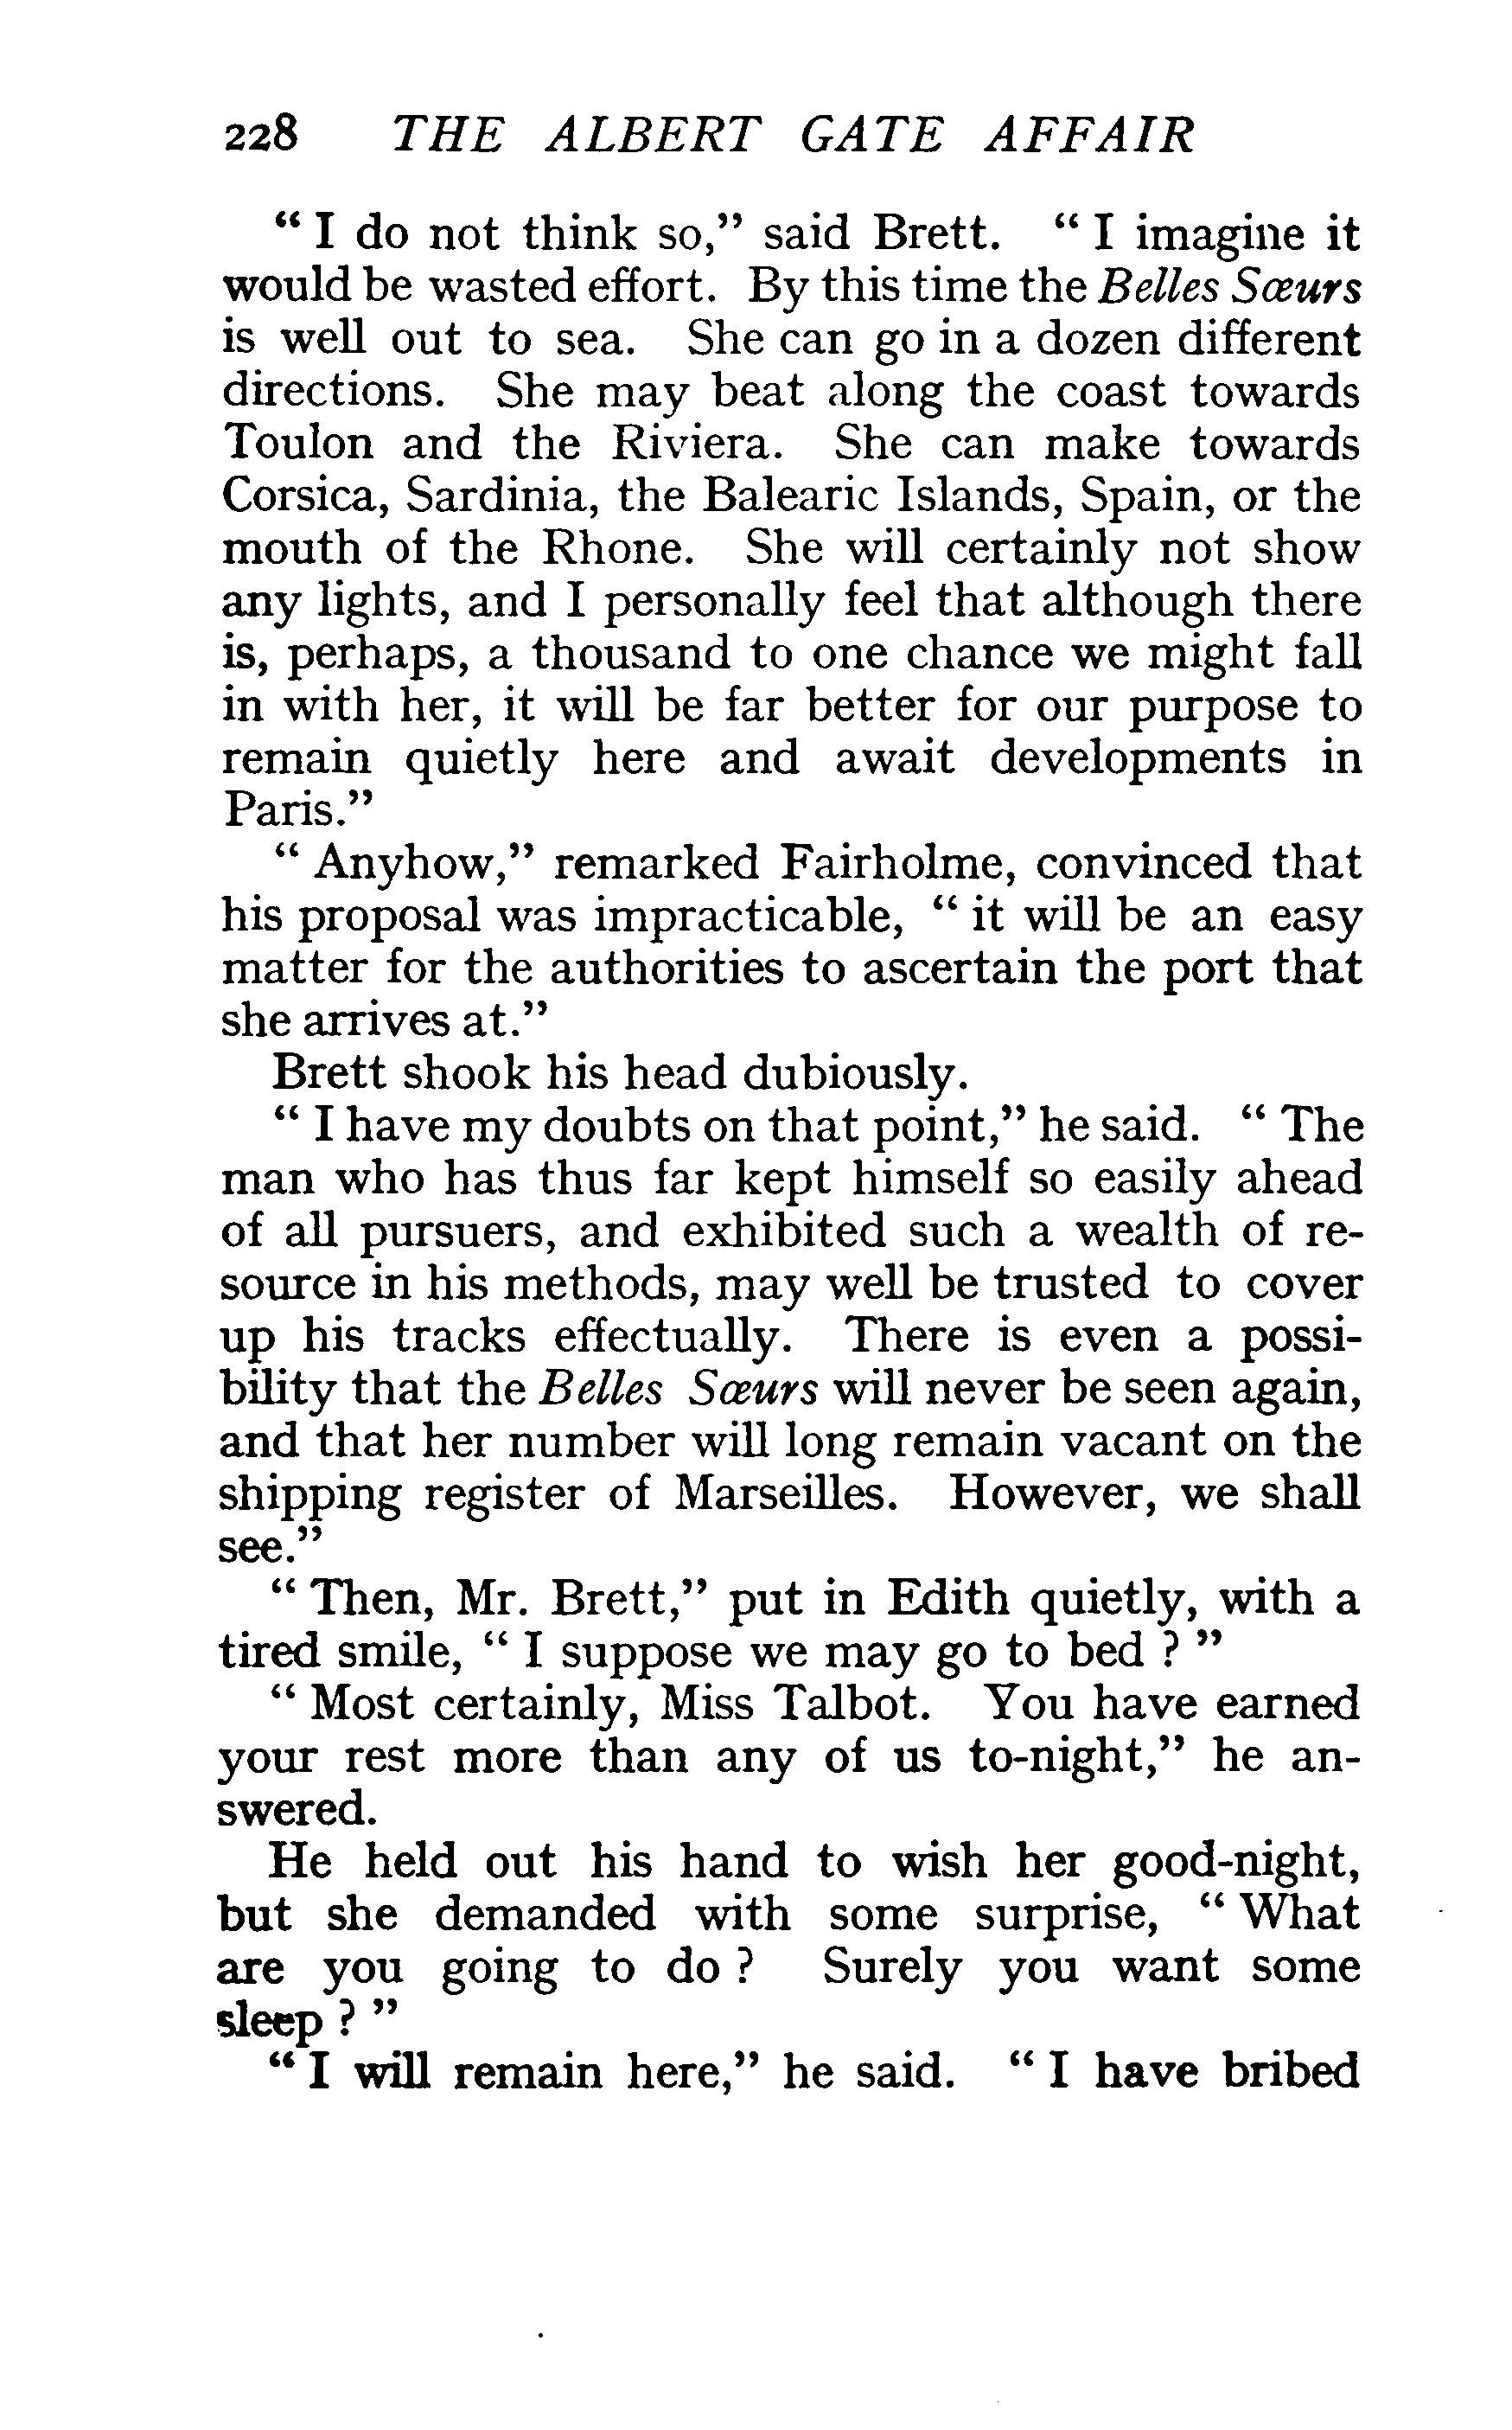 228 THE ALBERT GATE AFFAIR
“ I do not think so,” said Brett. “ I imagine it
would be wasted effort. By this time the Belles Sœurs
is well out to sea. She can go in a dozen different
directions. She may beat along the coast towards
Toulon and the Riviera. She can make towards
Corsica, Sardinia, the Balearic Islands, Spain, or the
mouth of the Rhone. She will certainly not show
any lights, and I personally feel that although there
is, perhaps, a thousand to one chance we might fall
in with her, it will be far better for our purpose to
remain quietly here and await developments in
Paris.”
“ Anyhow,” remarked Fairholme, convinced that
his proposal was impracticable, “ it will be an easy
matter for the authorities to ascertain the port that
she arrives at.”
Brett shook his head dubiously.
“ I have my doubts on that point,” he said. “ The
man who has thus far kept himself so easily ahead
of all pursuers, and exhibited such a wealth of re-
source in his methods, may well be trusted to cover
up his tracks effectually. There is even a possi-
bility that the Belles Sœurs will never be seen again,
and that her number will long remain vacant on the
shipping register of Marseilles. However, we shall
see.”
“ Then, Mr. Brett,” put in Edith quietly, with a
tired smile, “ I suppose we may go to bed ? ”
“ Most certainly, Miss Talbot. You have earned
your rest more than any of us to-night,” he an-
swered.
He held out his hand to wish her good-night,
but she demanded with some surprise, “ What
are you going to do ? Surely you want some
sleep ? ”
“ I will remain here,” he said. “ I have bribed